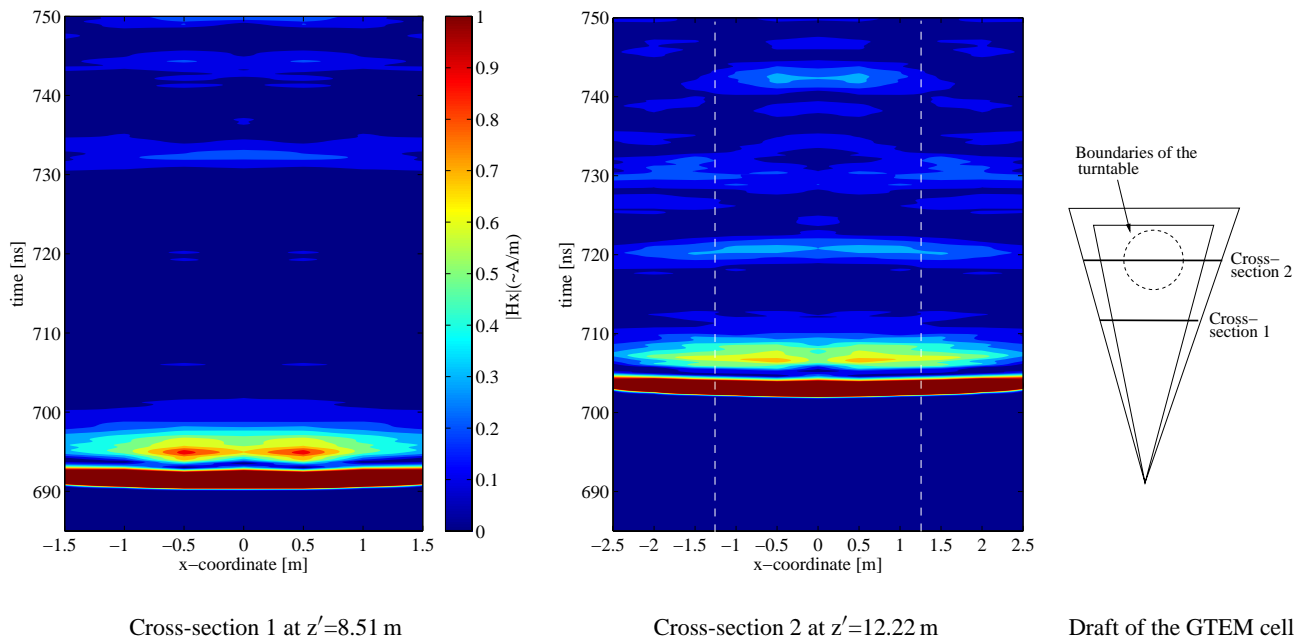 750
740
730
720
710
700
690
time [ns]
−1.5 −1 −0.5 0 0.5 1 1.5
x−coordinate [m]
1
0.9
0.8
0.7
0.6
0.5
0.4
0.3
0.2
0.1
0
|Hx|(~A/m)
Cross-section 1 at z′=8.51 m
750
740
730
720
710
700
690
time [ns]
−2.5 −2 −1.5 −1 −0.5 0 0.5 1 1.5 2 2.5
x−coordinate [m]
Cross-section 2 at z′=12.22 m
Boundaries of the
turntable
Cross−
section 2
Cross−
section 1
Draft of the GTEM cell